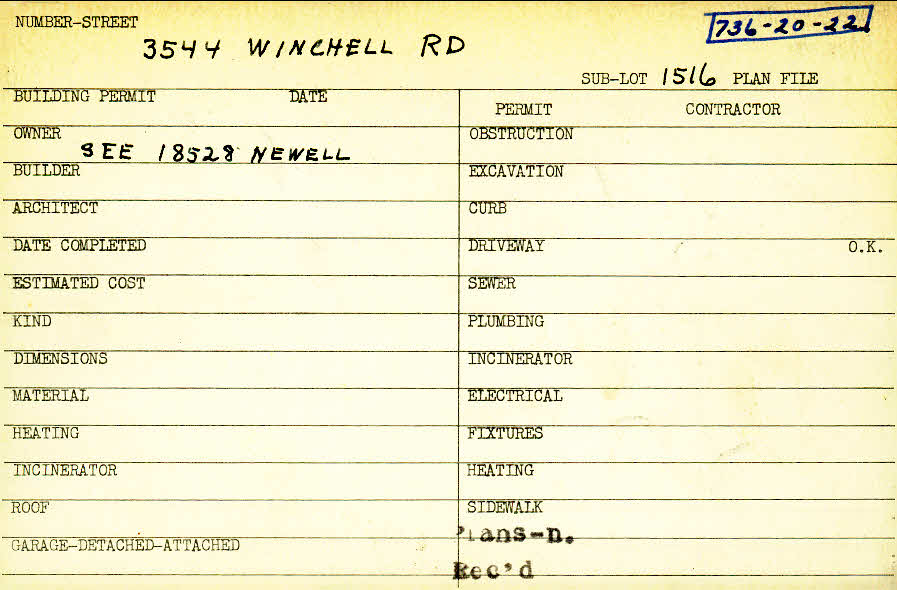 NUMBER-STREET
3544 WINCHELL RD
736-20-22
SUB-LOT 1516 PLAN FILE
BUILDING PERMIT DATE
PERMIT CONTRACTOR
OWNER
SEE 18528 NEWELL
BUILDER
ARCHITECT
DATE COMPLETED
ESTIMATED COST
KIND
DIMENSIONS
MATERIAL
HEATING
INCINERATOR
ROOF
GARAGE-DETACHED-ATTACHED
OBSTRUCTION
EXCAVATION
CURB
DRIVEWAY O.K.
SEWER
PLUMBING
INCINERATOR
ELECTRICAL
FIXTURES
HEATING
SIDEWALK
Plans-n.
Rec'd